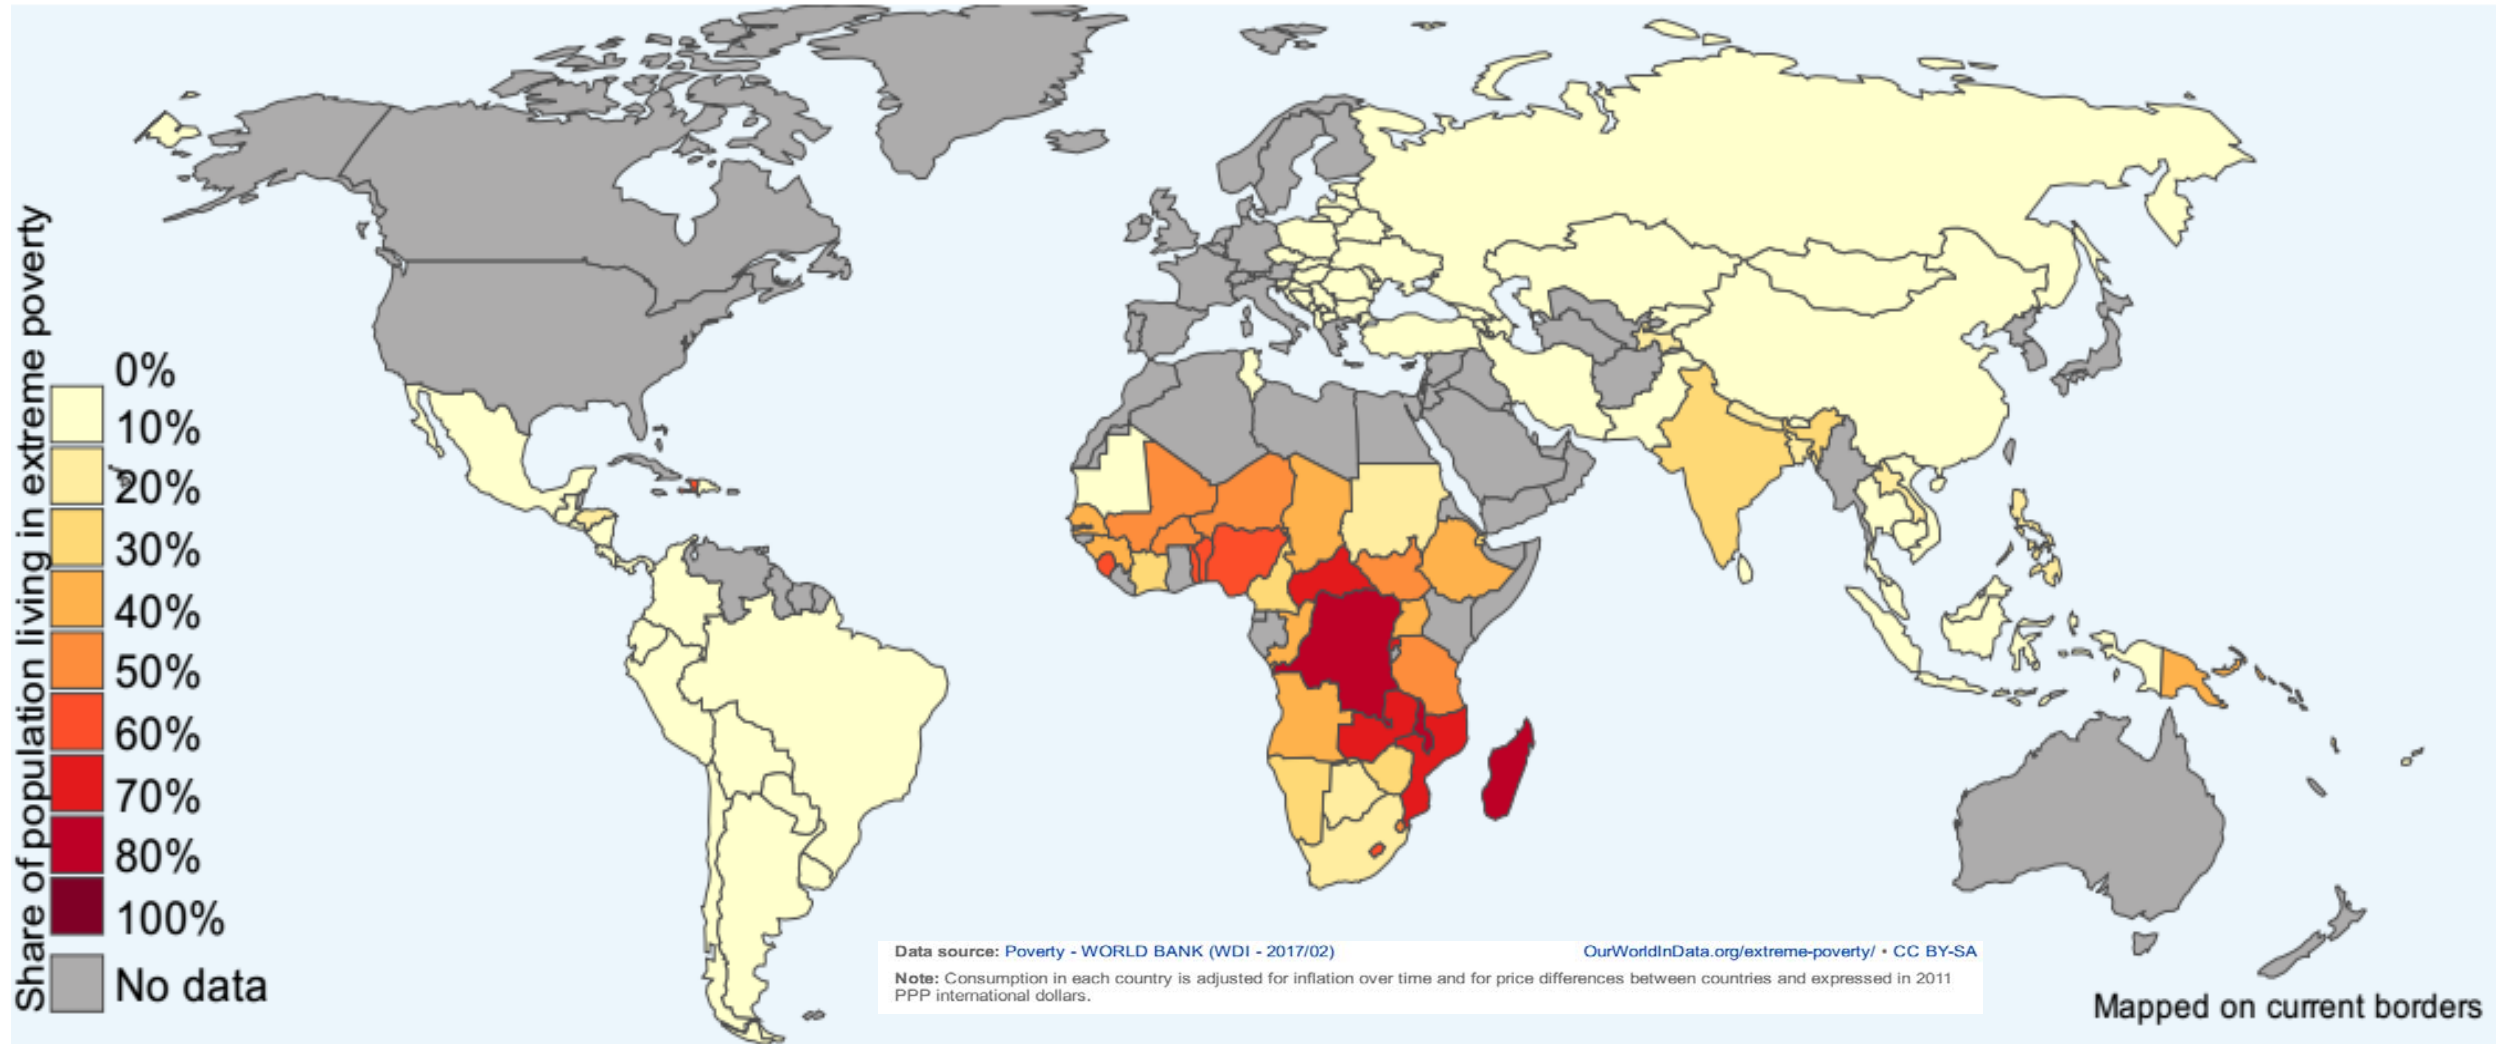 Share of population living in extreme poverty
0%
10%
20%
30%
40%
50%
60%
70%
80%
100%
No data
Data source: Poverty - WORLD BANK (WDI - 2017/02)
OurWorldInData.org/extreme-poverty/ • CC BY-SA
Note: Consumption in each country is adjusted for inflation over time and for price differences between countries and expressed in 2011
PPP international dollars.
Mapped on current borders